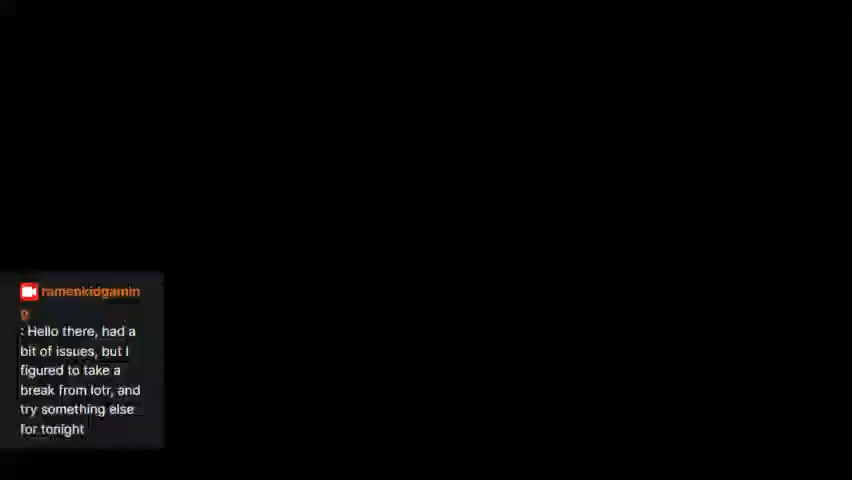 ramenkidgamin
g
: Hello there, had a
bit of issues, but I
figured to take a
break from lotr, and
try something else
for tonight